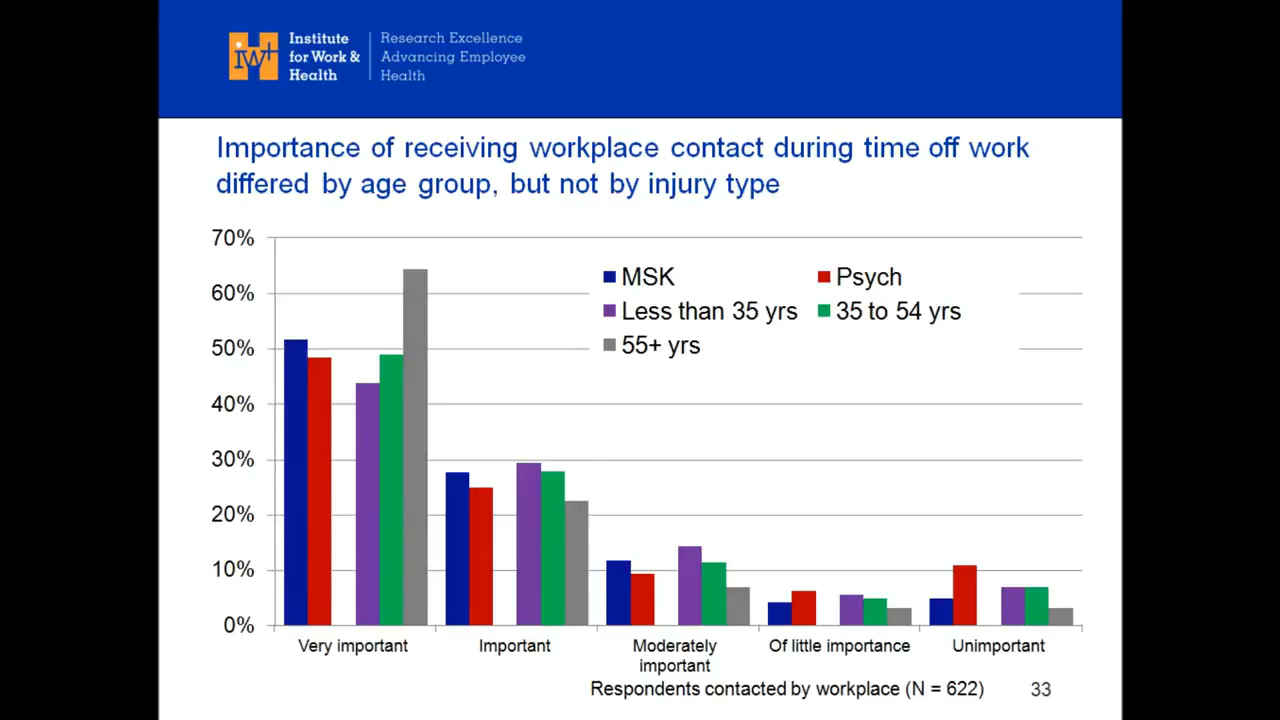 IW+
Institute
for Work &
Health
Research Excellence
Advancing Employee
Health
Importance of receiving workplace contact during time off work
differed by age group, but not by injury type
70%
60%
50%
40%
30%
20%
10%
0%
MSK
Psych
Less than 35 yrs
35 to 54 yrs
55+ yrs
Very important
Important
Moderately
important
Of little importance
Unimportant
Respondents contacted by workplace (N = 622)
33